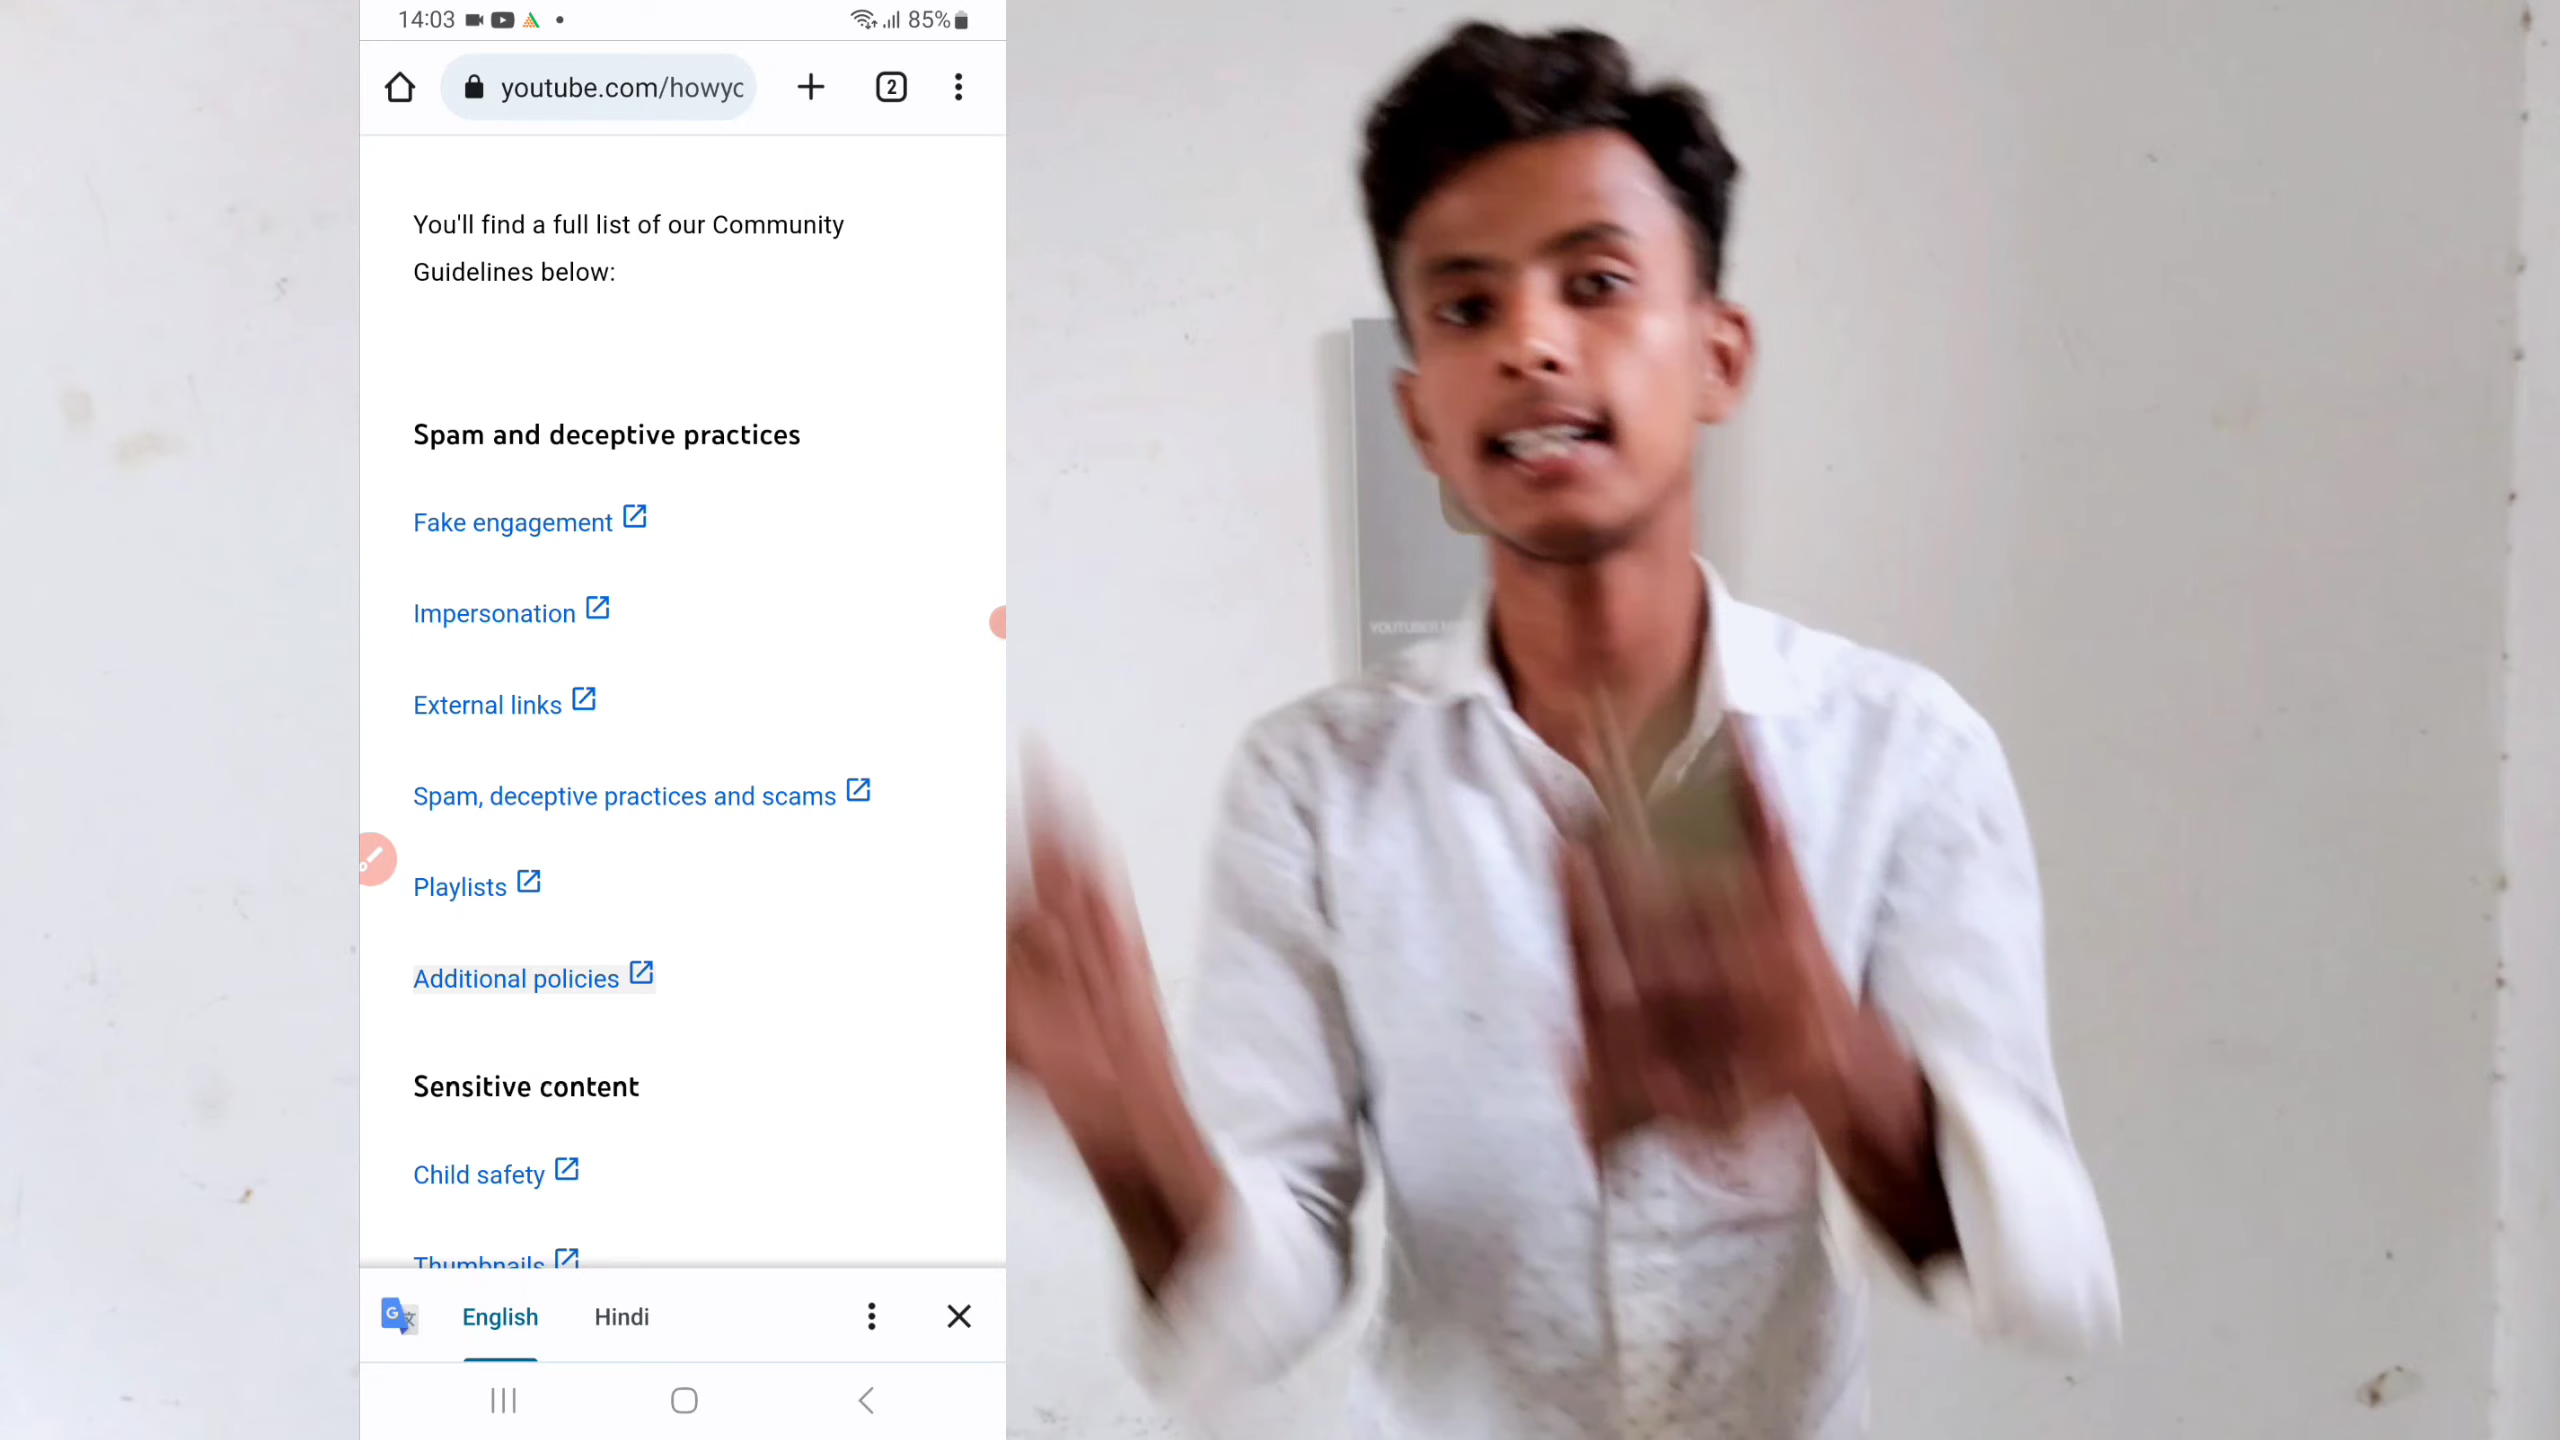 14:03
85%
youtube.com/howyc
2
You'll find a full list of our Community
Guidelines below:
Spam and deceptive practices
Fake engagement
Impersonation
External links
Spam, deceptive practices and scams
Playlists
Additional policies
Sensitive content
Child safety
Thumbnails
English
Hindi
YOUTUBER